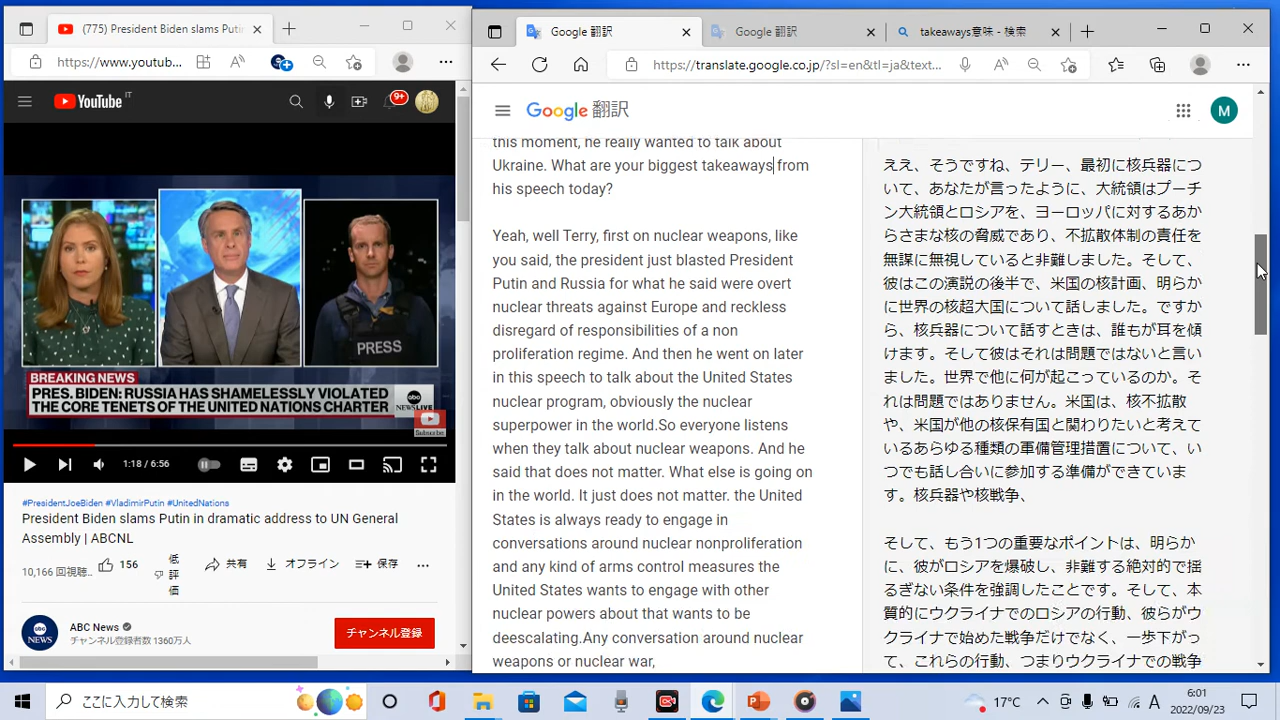 (775) President Biden slams Putin
https://www.youtub...
YouTube IT
9+
PRESS
BREAKING NEWS
PRES. BIDEN: RUSSIA HAS SHAMELESSLY VIOLATED
THE CORE TENETS OF THE UNITED NATIONS CHARTER
abc
NEWS LIVE
Subscribe
1:18 / 6:56
#PresidentJoeBiden #VladimirPutin #UnitedNations
President Biden slams Putin in dramatic address to UN General
Assembly | ABCNL
10,166 回視聴...
156
低評価
共有
オフライン
保存
ABC News
チャンネル登録者数 1360万人
チャンネル登録
Google 翻訳
Google 翻訳
takeaways意味 - 検索
https://translate.google.co.jp/?sl=en&tl=ja&text...
Google 翻訳
M
this moment, he really wanted to talk about
Ukraine. What are your biggest takeaways from
his speech today?
Yeah, well Terry, first on nuclear weapons, like
you said, the president just blasted President
Putin and Russia for what he said were overt
nuclear threats against Europe and reckless
disregard of responsibilities of a non
proliferation regime. And then he went on later
in this speech to talk about the United States
nuclear program, obviously the nuclear
superpower in the world.So everyone listens
when they talk about nuclear weapons. And he
said that does not matter. What else is going on
in the world. It just does not matter. the United
States is always ready to engage in
conversations around nuclear nonproliferation
and any kind of arms control measures the
United States wants to engage with other
nuclear powers about that wants to be
deescalating.Any conversation around nuclear
weapons or nuclear war,
ええ、そうですね、テリー、最初に核兵器につ
いて、あなたが言ったように、大統領はプーチ
ン大統領とロシアを、ヨーロッパに対するあか
らさまな核の脅威であり、不拡散体制の責任を
無謀に無視していると非難しました。そして、
彼はこの演説の後半で、米国の核計画、明らか
に世界の核超大国について話しました。ですか
ら、核兵器について話すときは、誰もが耳を傾
けます。そして彼はそれは問題ではないと言い
ました。世界で他に何が起こっているのか。そ
れは問題ではありません。米国は、核不拡散
や、米国が他の核保有国と関わりたいと考えて
いるあらゆる種類の軍備管理措置について、い
つでも話し合いに参加する準備ができていま
す。核兵器や核戦争、
そして、もう1つの重要なポイントは、明らか
に、彼がロシアを爆破し、非難する絶対的で揺
るぎない条件を強調したことです。そして、本
質的にウクライナでのロシアの行動、彼らがウ
クライナで始めた戦争だけでなく、一歩下がっ
て、これらの行動、つまりウクライナでの戦争
ここに入力して検索
17°C
A
6:01
2022/09/23